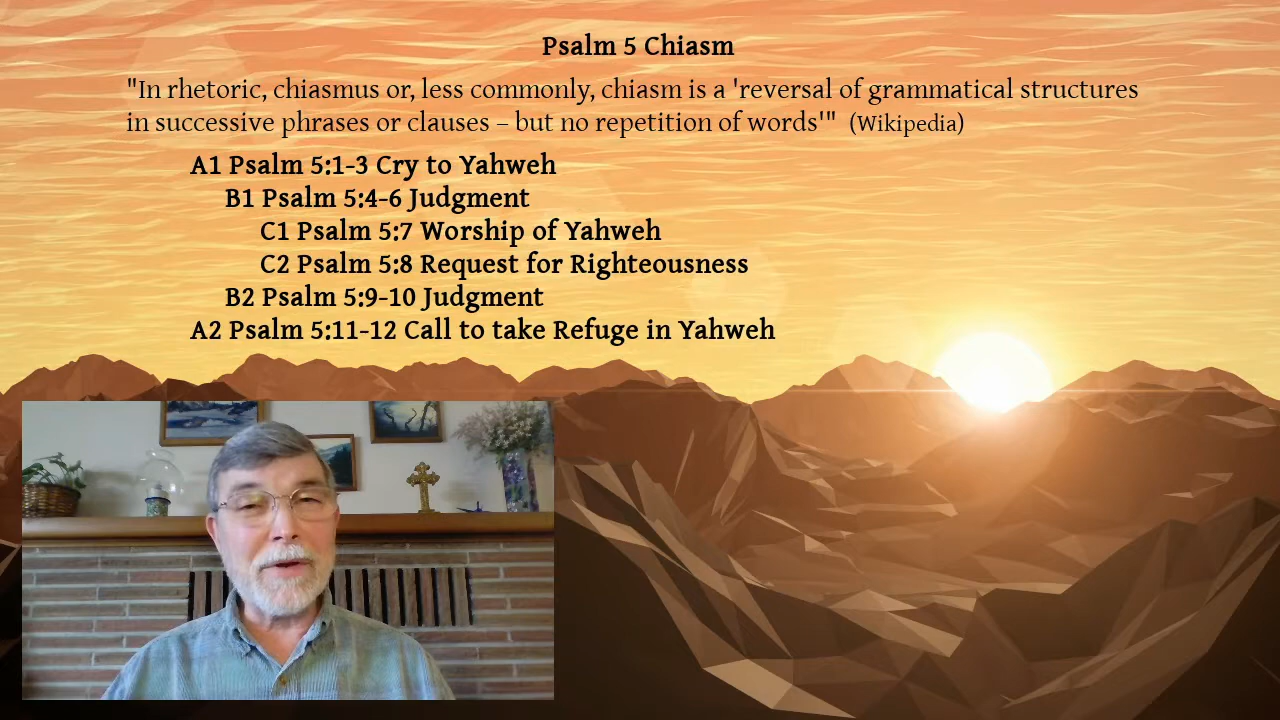 Psalm 5 Chiasm
"In rhetoric, chiasmus or, less commonly, chiasm is a 'reversal of grammatical structures
in successive phrases or clauses – but no repetition of words'" (Wikipedia)
A1 Psalm 5:1-3 Cry to Yahweh
B1 Psalm 5:4-6 Judgment
C1 Psalm 5:7 Worship of Yahweh
C2 Psalm 5:8 Request for Righteousness
B2 Psalm 5:9-10 Judgment
A2 Psalm 5:11-12 Call to take Refuge in Yahweh